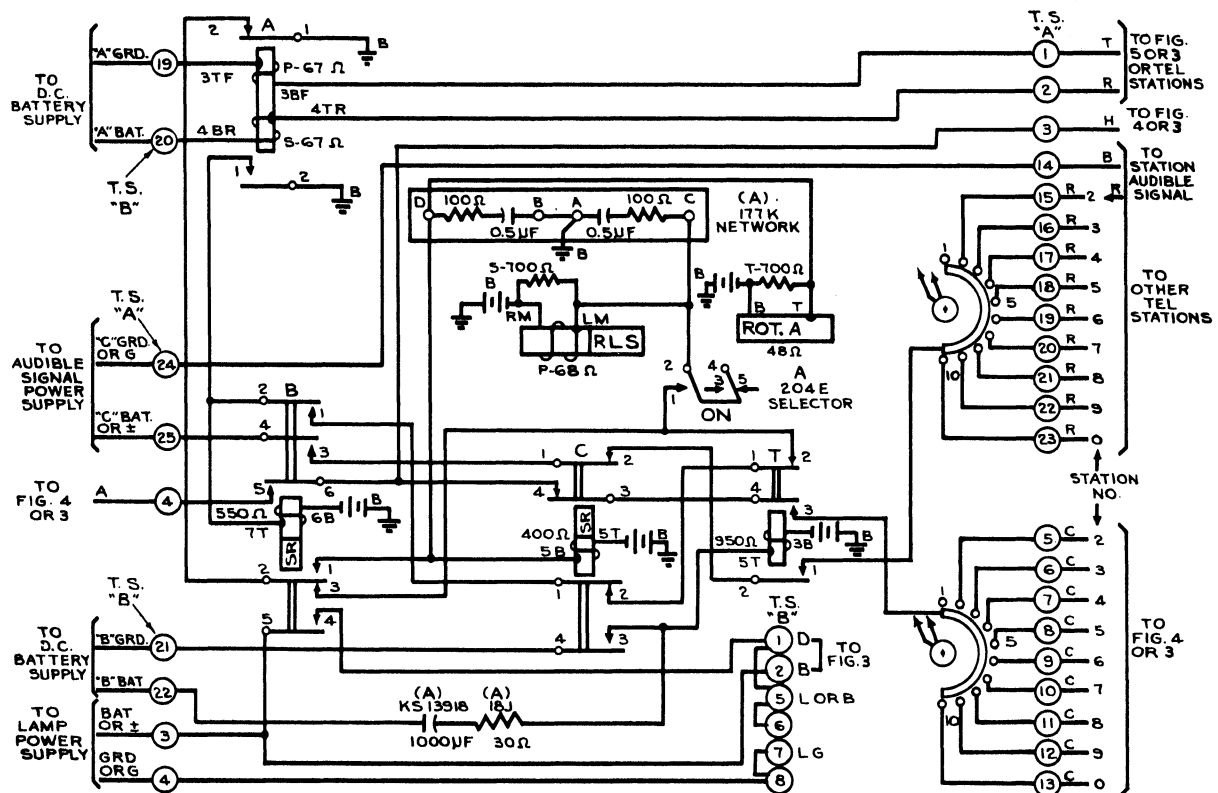 2 A 1
B
T. S.
"A"
TO
D.C.
BATTERY
SUPPLY
"A" GRD.
19
3TF
P-67 Ω
3BF
4TR
"A" BAT.
20
4BR
S-67 Ω
T. S.
"B"
1
2
B
1 T
2 R
TO FIG.
5 OR 3
OR TEL
STATIONS
3 H
TO FIG
4 OR 3
14 B
TO
STATION
AUDIBLE
SIGNAL
15 R 2 R
16 R 3
17 R 4
18 R 5
19 R 6
20 R 7
21 R 8
22 R 9
23 R 0
1
5
10
TO
OTHER
TEL
STATIONS
D 100Ω B A 100Ω C
0.5µF 0.5µF
B
(A)
177K
NETWORK
S-700Ω
B
RM LM
RLS
P-68 Ω
T-700Ω
B
B T
ROT. A
48Ω
A
204E
SELECTOR
2 4
1 3 5
ON
T. S.
"A"
TO
AUDIBLE
SIGNAL
POWER
SUPPLY
"C" GRD.
OR G
24
"C" BAT.
OR ±
25
2 B 1
4 3
5 6
TO
FIG. 4
OR 3
A 4
550Ω
7T
6B
B
SR
1 C 2
4 3
SR
400Ω
5B
5T
B
1 T 2
4 3
950Ω
5T
3B
B
2 1
3
5 4
1 2
4 3
2 1
T. S.
"B"
TO
D.C.
BATTERY
SUPPLY
"B" GRD.
21
"B" BAT
22
TO
LAMP
POWER
SUPPLY
BAT
OR ±
3
GRD
OR G
4
(A)
KS13918
1000µF
(A)
18J
30Ω
T. S.
"B"
1 D
2 B
TO
FIG.3
5 L OR B
6
7 LG
8
STATION
NO.
5 C 2
6 C 3
7 C 4
8 C 5
9 C 6
10 C 7
11 C 8
12 C 9
13 C 0
1
5
10
TO
FIG. 4
OR 3